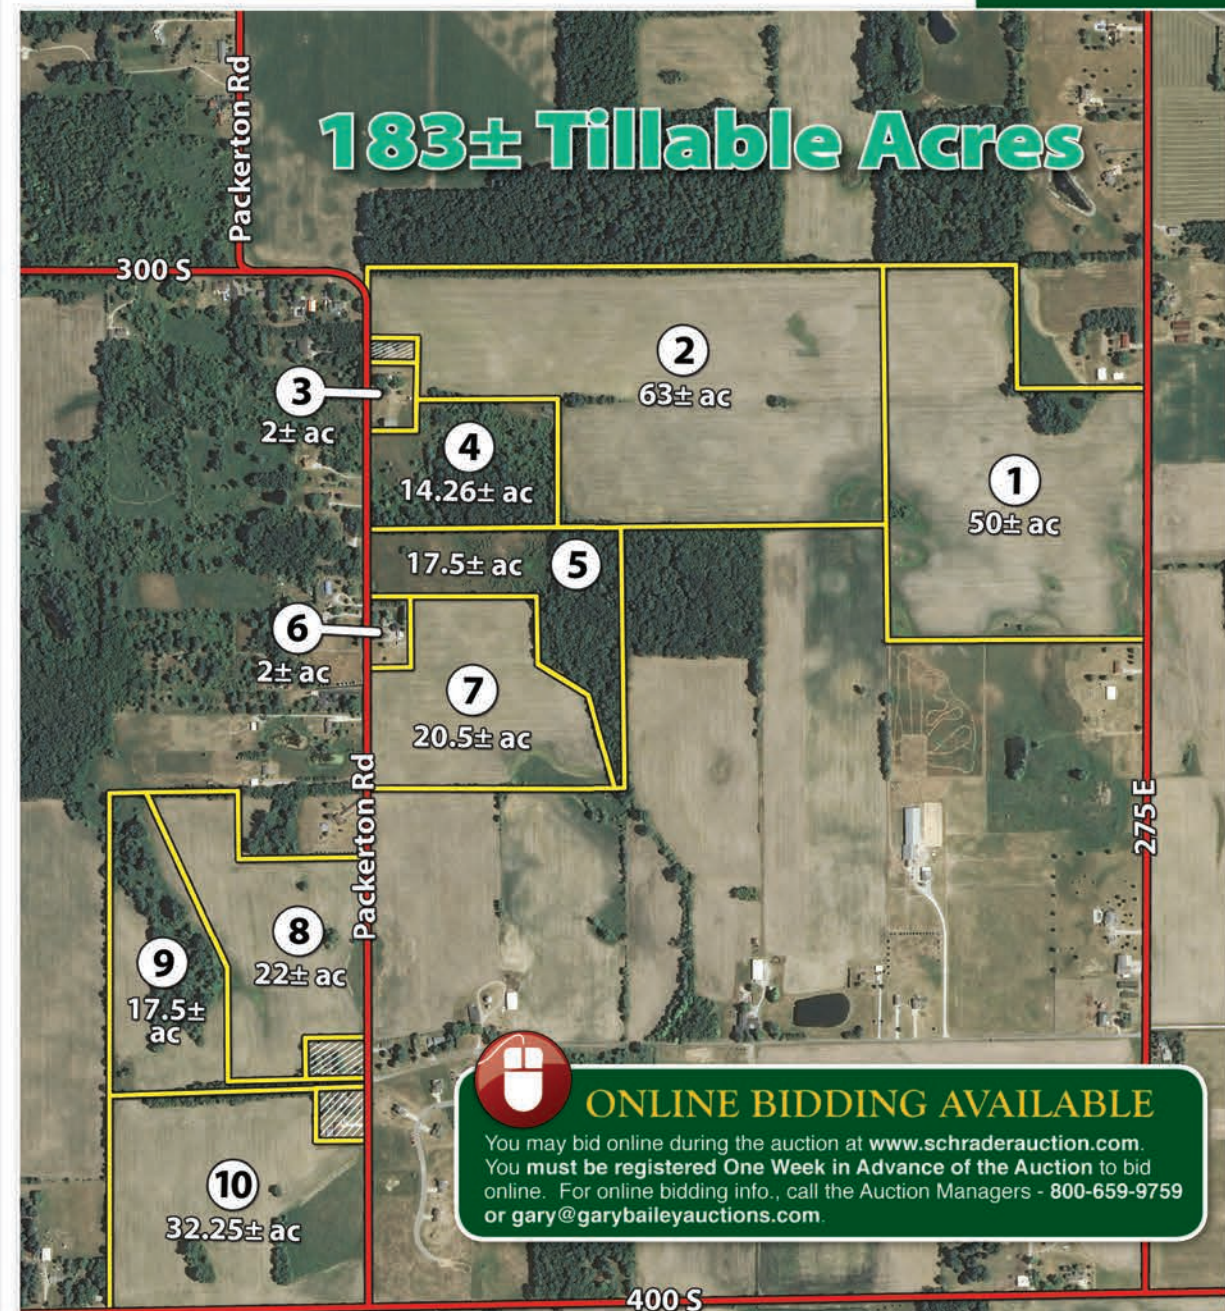 183± Tillable Acres
Packerton Rd
300 S
2
63± ac
3
2± ac
4
14.26± ac
1
50± ac
17.5± ac
5
6
2± ac
7
20.5± ac
Packerton Rd
275 E
8
22± ac
9
17.5±
ac
10
32.25± ac
ONLINE BIDDING AVAILABLE
You may bid online during the auction at www.schraderauction.com.
You must be registered One Week in Advance of the Auction to bid
online. For online bidding info., call the Auction Managers - 800-659-9759
or gary@garybaileyauctions.com.
400 S